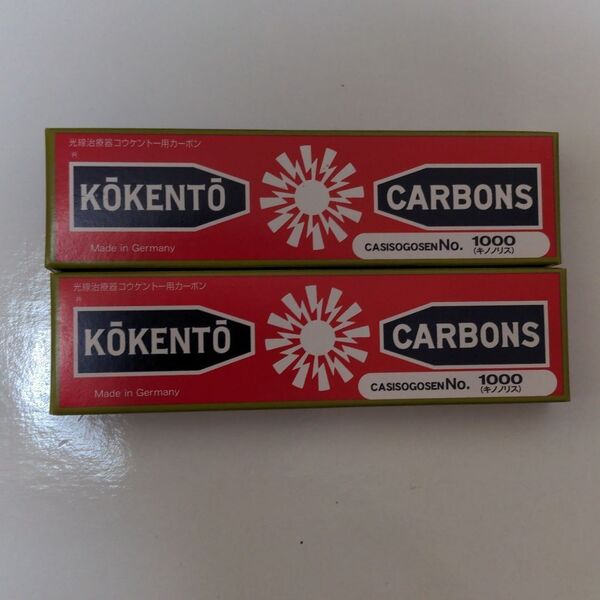 光線治療器コウケントー用カーボン
®
KŌKENTŌ CARBONS
Made in Germany
CASISOGOSEN No. 1000
(キノノリス)
光線治療器コウケントー用カーボン
®
KŌKENTŌ CARBONS
Made in Germany
CASISOGOSEN No. 1000
(キノノリス)